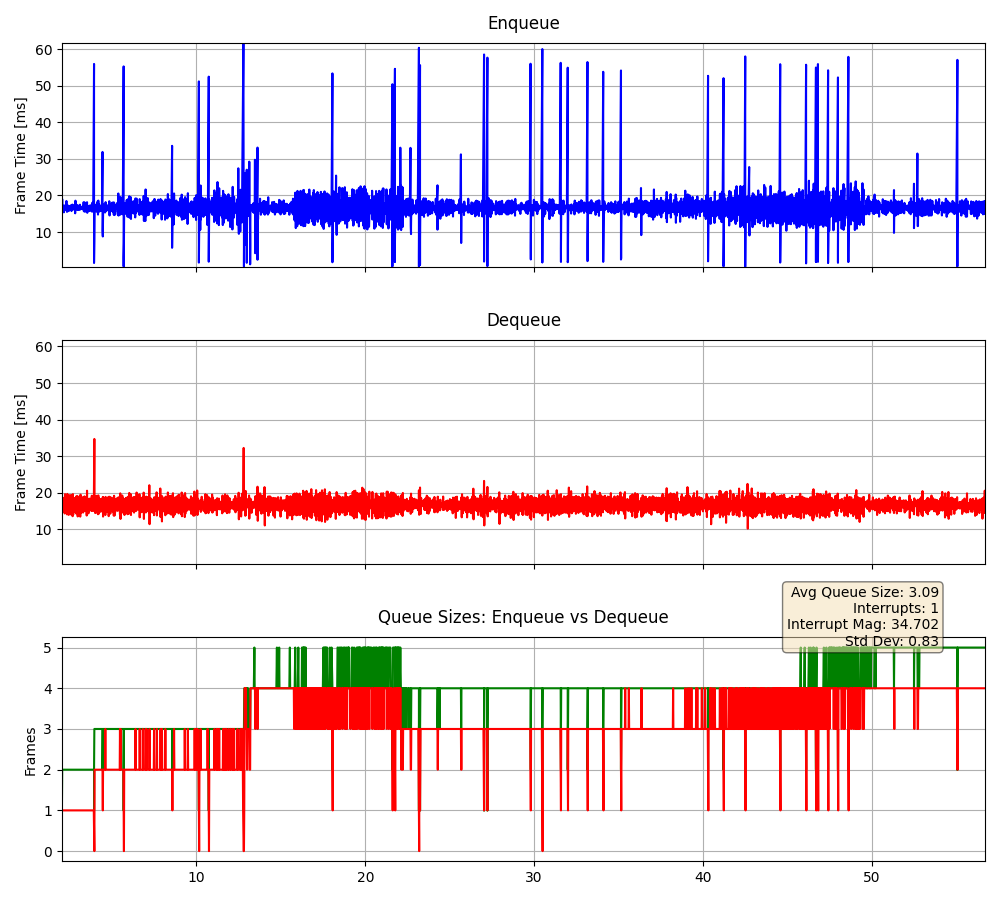 Enqueue
Frame Time [ms]
60
50
40
30
20
10
Dequeue
Frame Time [ms]
60
50
40
30
20
10
Avg Queue Size: 3.09
Interrupts: 1
Interrupt Mag: 34.702
Std Dev: 0.83
Queue Sizes: Enqueue vs Dequeue
Frames
5
4
3
2
1
0
10 20 30 40 50